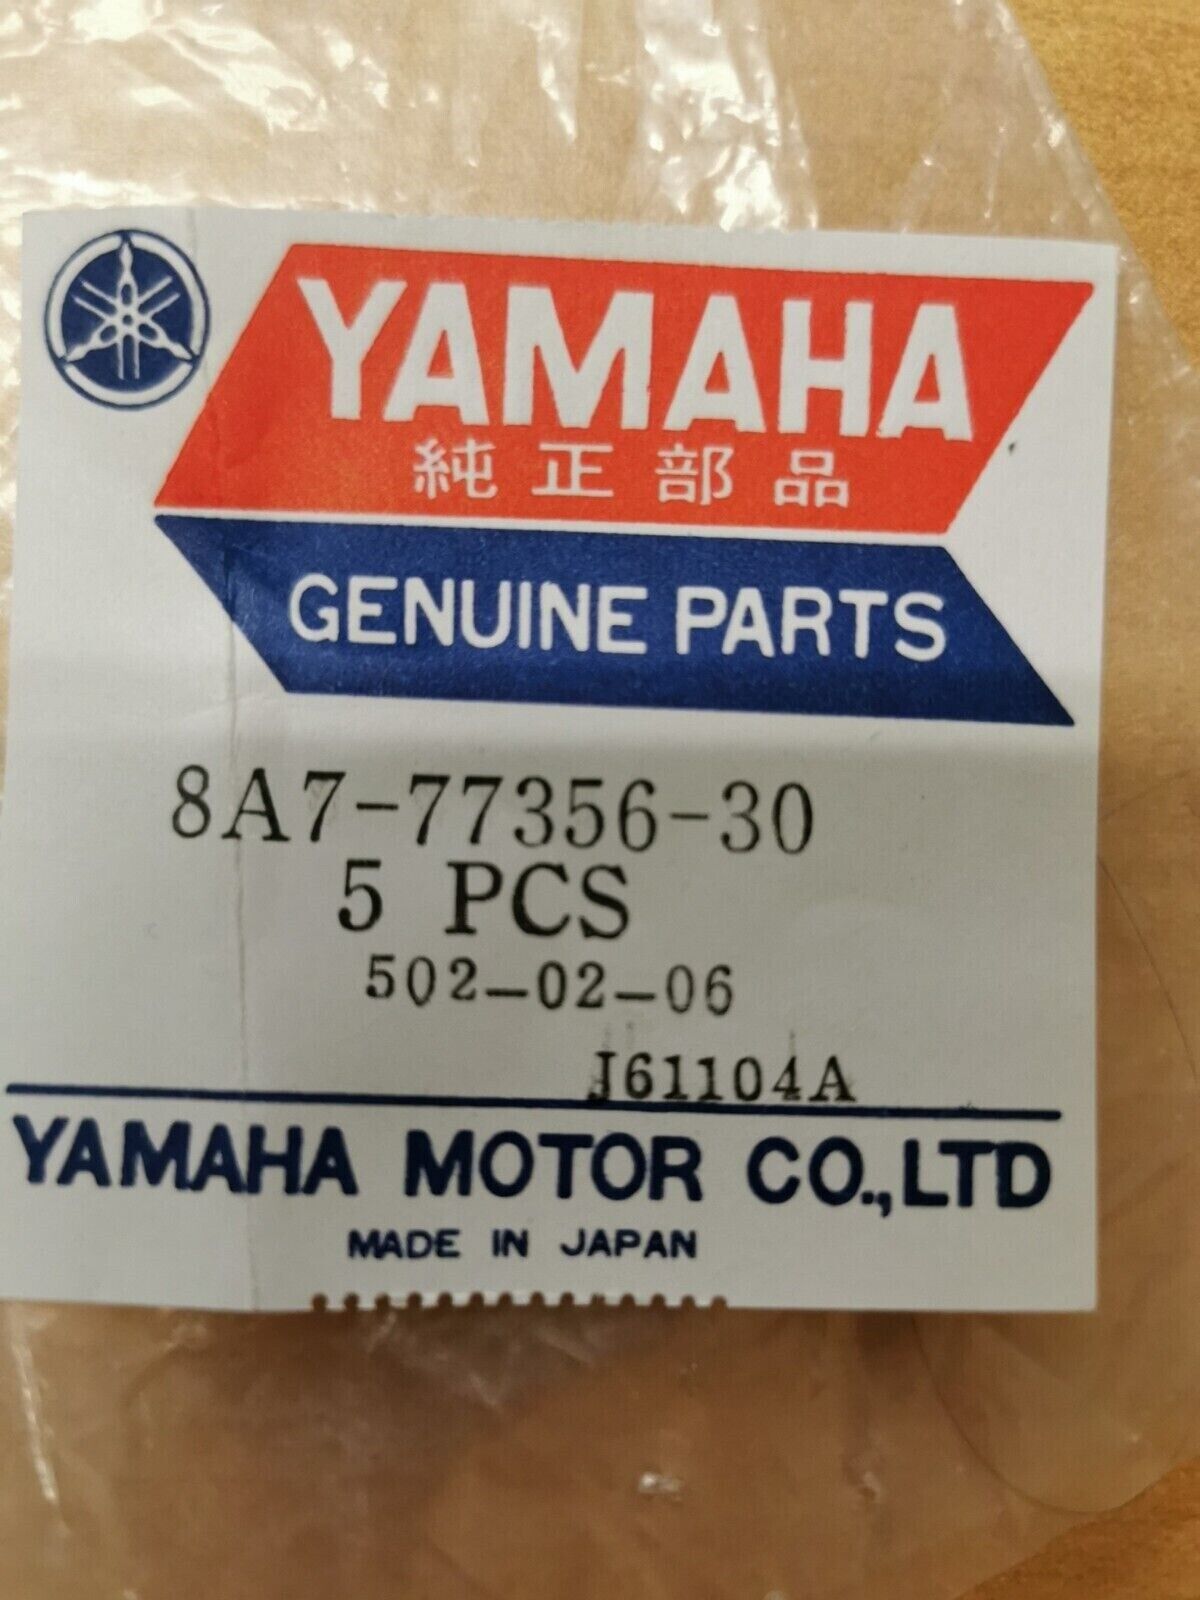 YAMAHA
純正部品
GENUINE PARTS
8A7-77356-30
5 PCS
502-02-06
J61104A
YAMAHA MOTOR CO.,LTD
MADE IN JAPAN